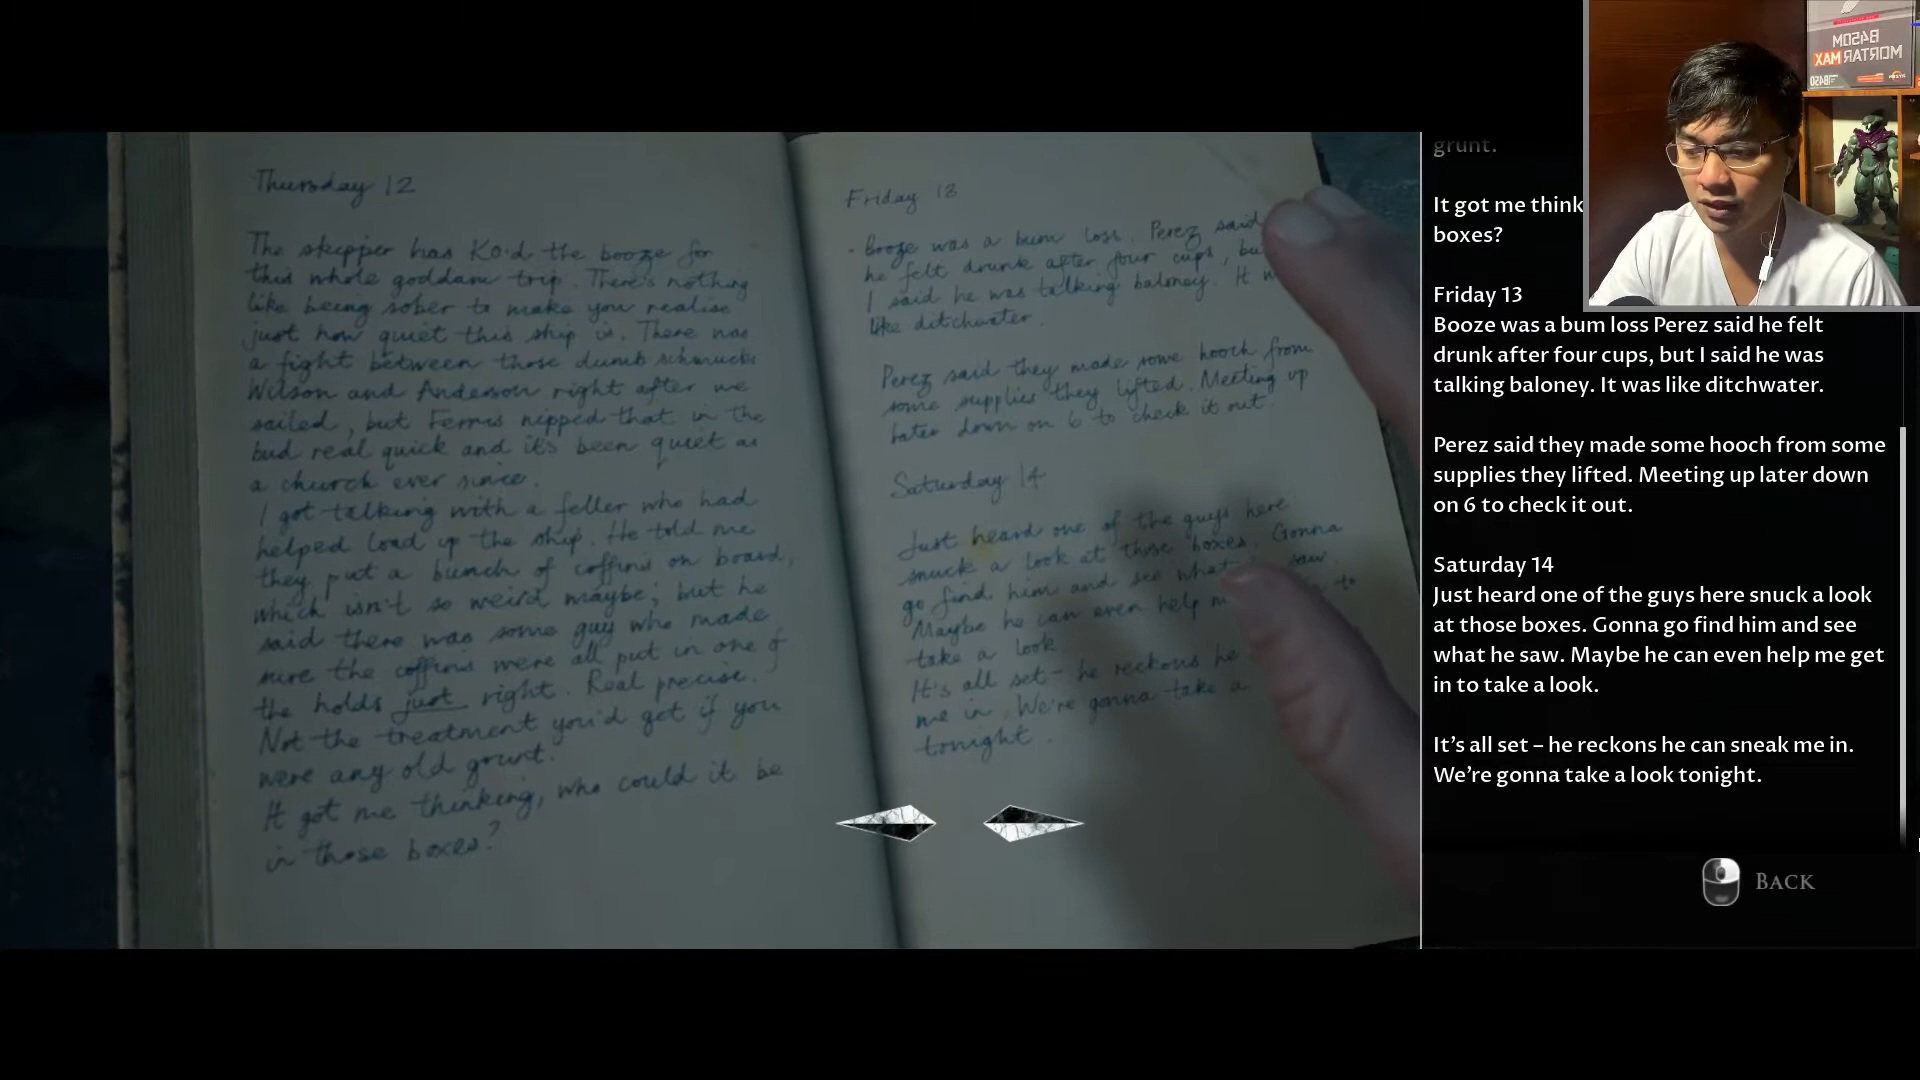 Thursday 12
The skipper has Ko'd the booze for
this whole goddam trip. There's nothing
like being sober to make you realise
just how quiet this ship is. There was
a fight between those dumb schmucks
Wilson and Anderson right after we
sailed, but Ferris nipped that in the
bud real quick and it's been quiet as
a church ever since.
I got talking with a feller who had
helped load up the ship. He told me
they put a bunch of coffins on board,
which isn't so weird maybe, but he
said there was some guy who made
sure the coffins were all put in one of
the holds just right. Real precise.
Not the treatment you'd get if you
were any old grunt.
It got me thinking, who could it be
in those boxes?
Friday 13
- Booze was a bum loss. Perez said
he felt drunk after four cups, bu
I said he was talking baloney. It w
like ditchwater.
Perez said they made some hooch from
some supplies they lifted. Meeting up
later down on 6 to check it out.
Saturday 14
Just heard one of the guys here
snuck a look at those boxes. Gonna
go find him and see what saw.
Maybe he can even help m to
take a look.
It's all set - he reckons he
me in. We're gonna take a
tonight.
grunt.
It got me think
boxes?
Friday 13
Booze was a bum loss Perez said he felt
drunk after four cups, but I said he was
talking baloney. It was like ditchwater.
Perez said they made some hooch from some
supplies they lifted. Meeting up later down
on 6 to check it out.
Saturday 14
Just heard one of the guys here snuck a look
at those boxes. Gonna go find him and see
what he saw. Maybe he can even help me get
in to take a look.
It's all set – he reckons he can sneak me in.
We're gonna take a look tonight.
BACK
B450M
MORTAR MAX
B450
RYZEN